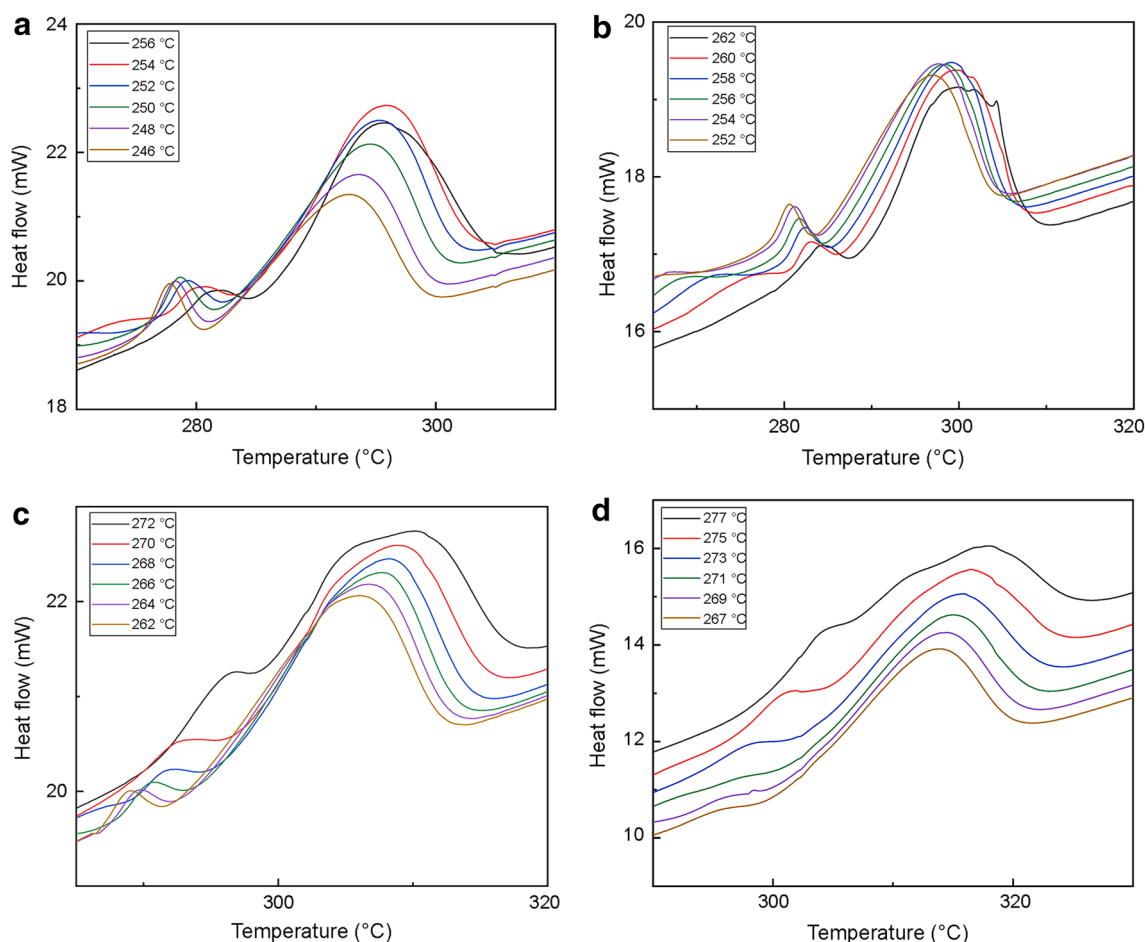 a
24
22
20
18
Heat flow (mW)
256 °C
254 °C
252 °C
250 °C
248 °C
246 °C
280
300
Temperature (°C)
b
20
18
16
Heat flow (mW)
262 °C
260 °C
258 °C
256 °C
254 °C
252 °C
280
300
320
Temperature (°C)
c
22
20
Heat flow (mW)
272 °C
270 °C
268 °C
266 °C
264 °C
262 °C
300
320
Temperature (°C)
d
16
14
12
10
Heat flow (mW)
277 °C
275 °C
273 °C
271 °C
269 °C
267 °C
300
320
Temperature (°C)